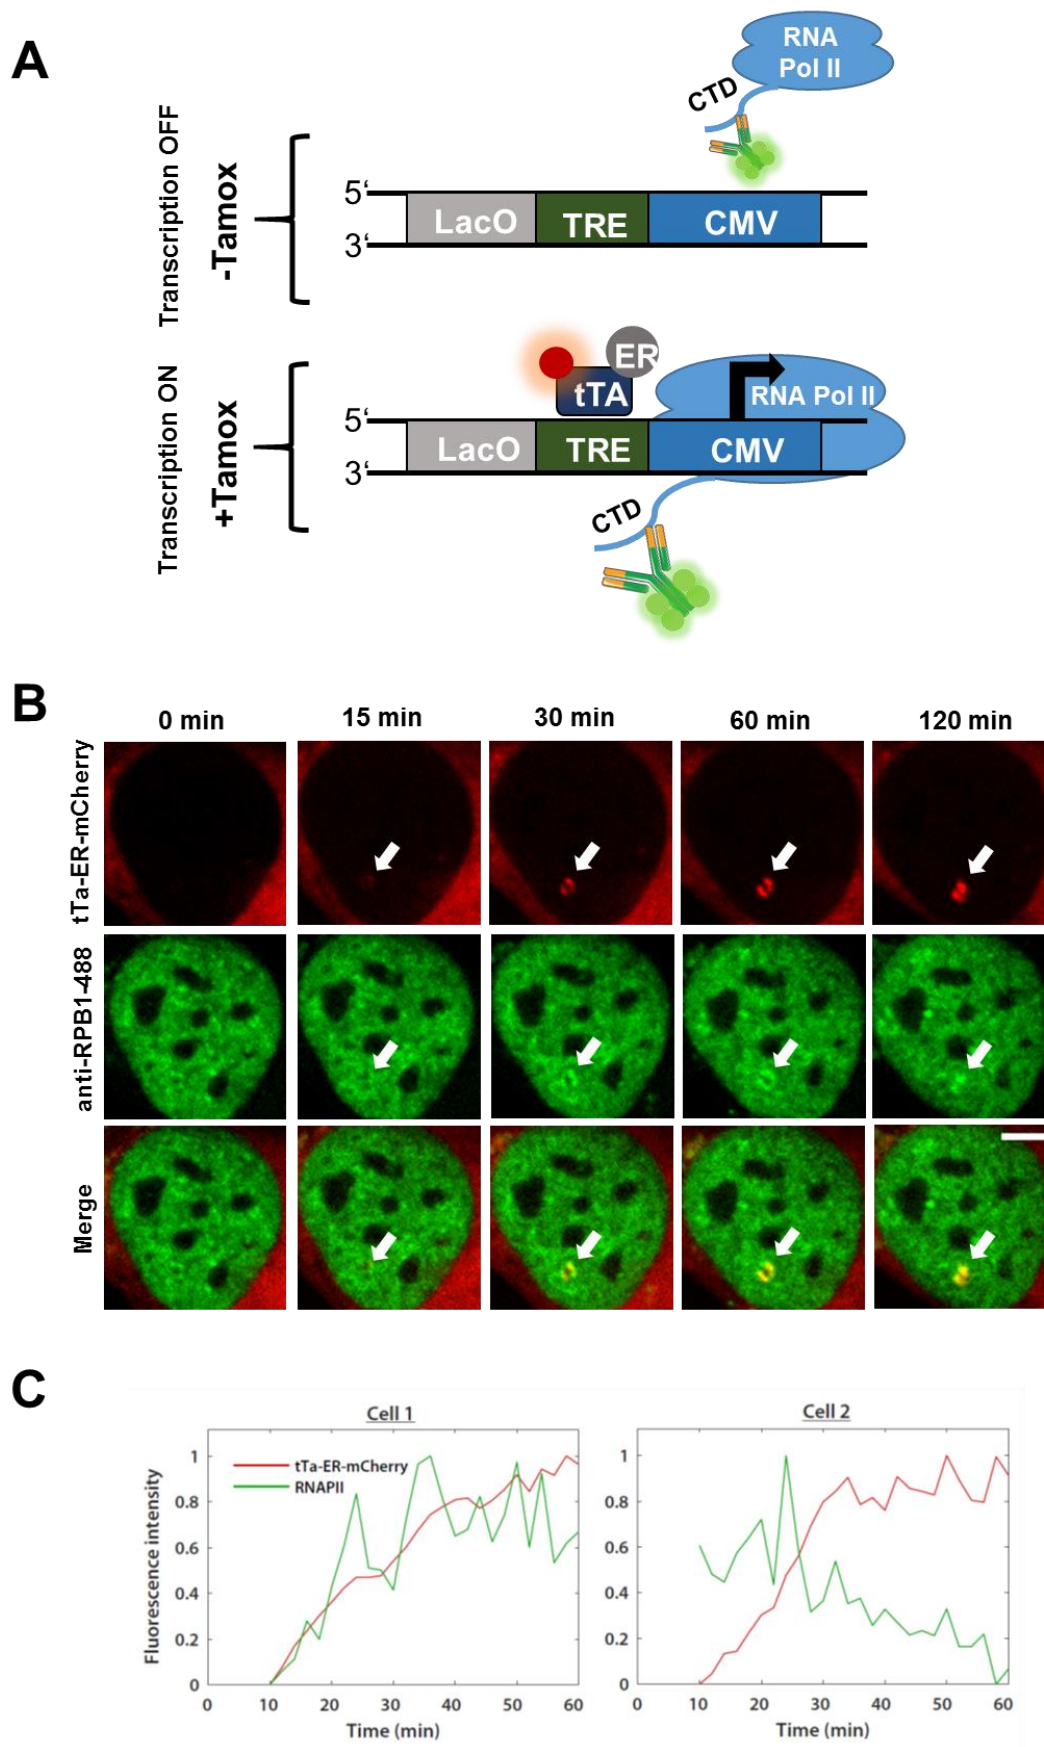 A
RNA
Pol II
CTD
Transcription OFF
-Tamox
5‘
3‘
LacO
TRE
CMV
Transcription ON
+Tamox
ER
tTA
RNA Pol II
5‘
3‘
LacO
TRE
CMV
CTD
B
0 min
15 min
30 min
60 min
120 min
tTa-ER-mCherry
anti-RPB1-488
Merge
C
Cell 1
Cell 2
Fluorescence intensity
1
0.8
0.6
0.4
0.2
0
tTa-ER-mCherry
RNAPII
0 10 20 30 40 50 60
Time (min)
1
0.8
0.6
0.4
0.2
0
0 10 20 30 40 50 60
Time (min)